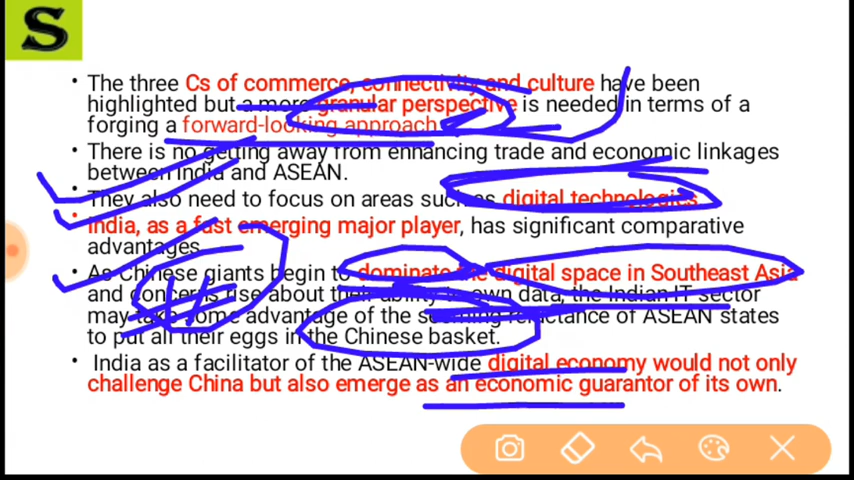 S
• The three Cs of commerce, connectivity and culture have been
highlighted but a more granular perspective is needed in terms of a
forging a forward-looking approach.
• There is no getting away from enhancing trade and economic linkages
between India and ASEAN.
• They also need to focus on areas such as digital technologies.
• India, as a fast emerging major player, has significant comparative
advantages.
• As Chinese giants begin to dominate the digital space in Southeast Asia
and concerns rise about their ability to own data, the Indian IT sector
may take some advantage of the seeming reluctance of ASEAN states
to put all their eggs in the Chinese basket.
• India as a facilitator of the ASEAN-wide digital economy would not only
challenge China but also emerge as an economic guarantor of its own.